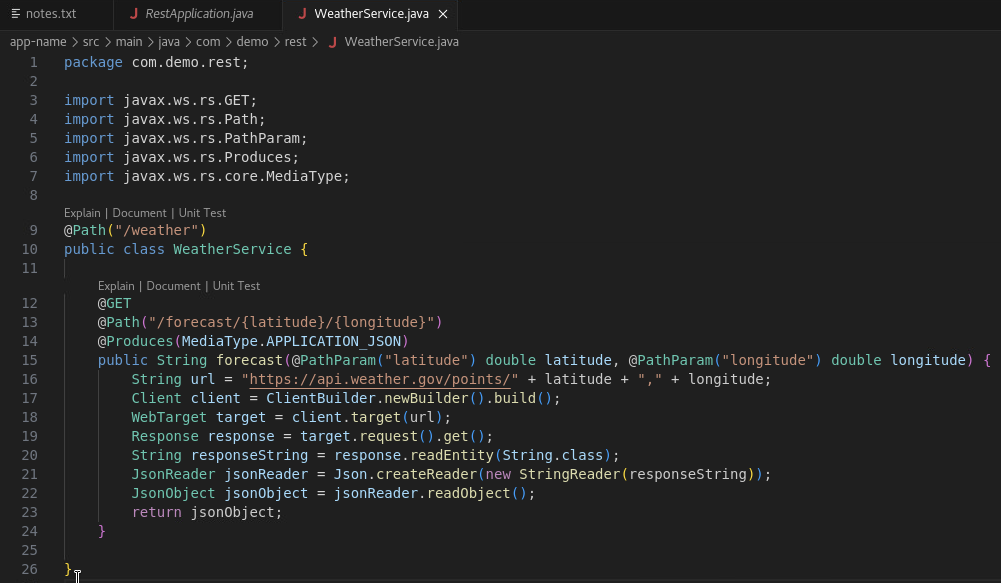 notes.txt RestApplication.java WeatherService.java
app-name > src > main > java > com > demo > rest > WeatherService.java
1 package com.demo.rest;
2
3 import javax.ws.rs.GET;
4 import javax.ws.rs.Path;
5 import javax.ws.rs.PathParam;
6 import javax.ws.rs.Produces;
7 import javax.ws.rs.core.MediaType;
8
Explain | Document | Unit Test
9 @Path("/weather")
10 public class WeatherService {
11
Explain | Document | Unit Test
12     @GET
13     @Path("/forecast/{latitude}/{longitude}")
14     @Produces(MediaType.APPLICATION_JSON)
15     public String forecast(@PathParam("latitude") double latitude, @PathParam("longitude") double longitude) {
16         String url = "https://api.weather.gov/points/" + latitude + "," + longitude;
17         Client client = ClientBuilder.newBuilder().build();
18         WebTarget target = client.target(url);
19         Response response = target.request().get();
20         String responseString = response.readEntity(String.class);
21         JsonReader jsonReader = Json.createReader(new StringReader(responseString));
22         JsonObject jsonObject = jsonReader.readObject();
23         return jsonObject;
24     }
25
26 }